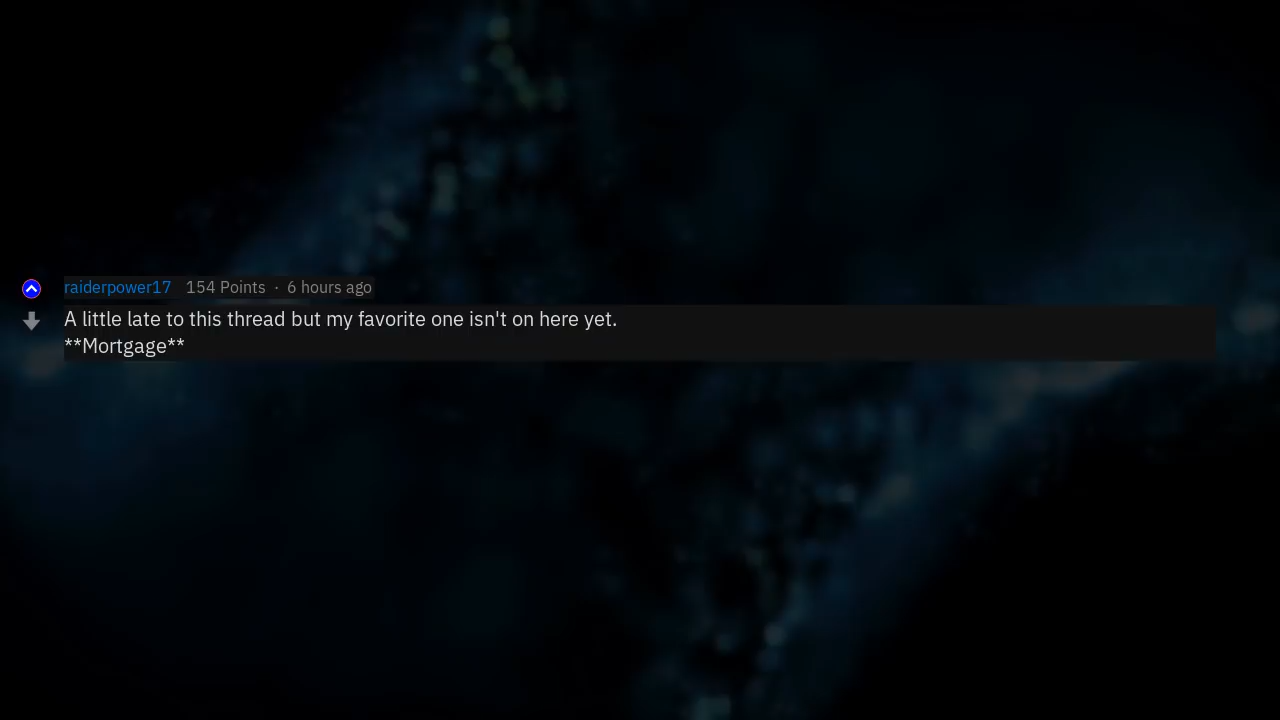 raiderpower17 154 Points · 6 hours ago
A little late to this thread but my favorite one isn't on here yet.
**Mortgage**